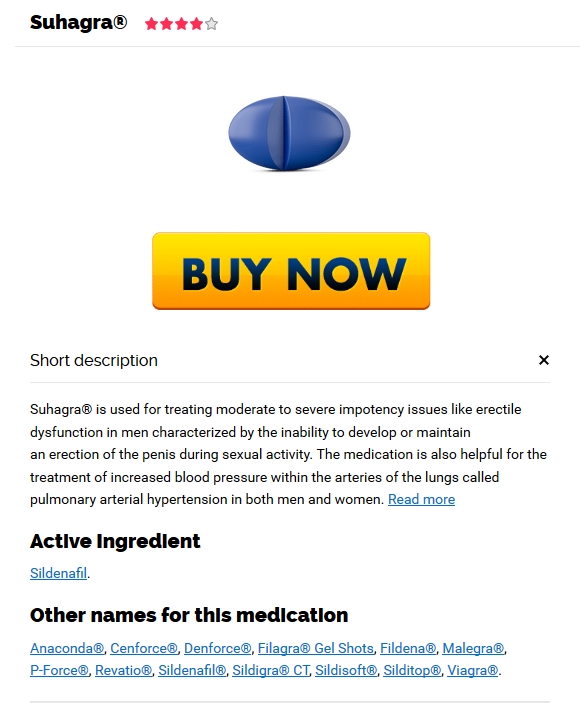 Suhagra®
BUY NOW
Short description
Suhagra® is used for treating moderate to severe impotency issues like erectile
dysfunction in men characterized by the inability to develop or maintain
an erection of the penis during sexual activity. The medication is also helpful for the
treatment of increased blood pressure within the arteries of the lungs called
pulmonary arterial hypertension in both men and women. Read more
Active Ingredient
Sildenafil.
Other names for this medication
Anaconda®, Cenforce®, Denforce®, Filagra® Gel Shots, Fildena®, Malegra®,
P-Force®, Revatio®, Sildenafil®, Sildigra® CT, Sildisoft®, Silditop®, Viagra®.